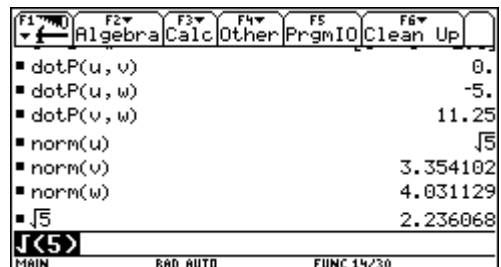 F1 F2 F3 F4 F5 F6
Algebra Calc Other PrgmIO Clean Up
▪ dotP(u,v) 0.
▪ dotP(u,w) -5.
▪ dotP(v,w) 11.25
▪ norm(u) √5
▪ norm(v) 3.354102
▪ norm(w) 4.031129
▪ √5 2.236068
√(5)
MAIN RAD AUTO FUNC 14/30